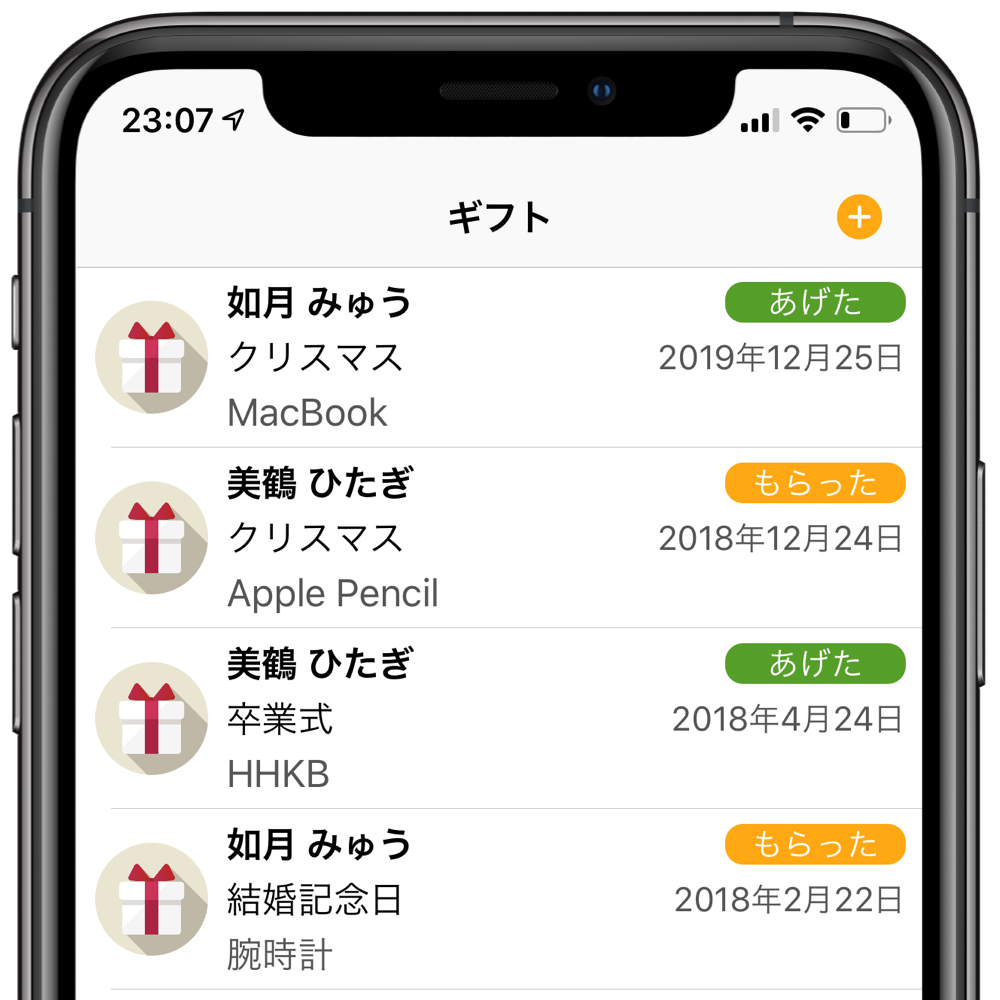 23:07
ギフト
如月 みゅう
あげた
クリスマス
2019年12月25日
MacBook
美鶴 ひたぎ
もらった
クリスマス
2018年12月24日
Apple Pencil
美鶴 ひたぎ
あげた
卒業式
2018年4月24日
HHKB
如月 みゅう
もらった
結婚記念日
2018年2月22日
腕時計